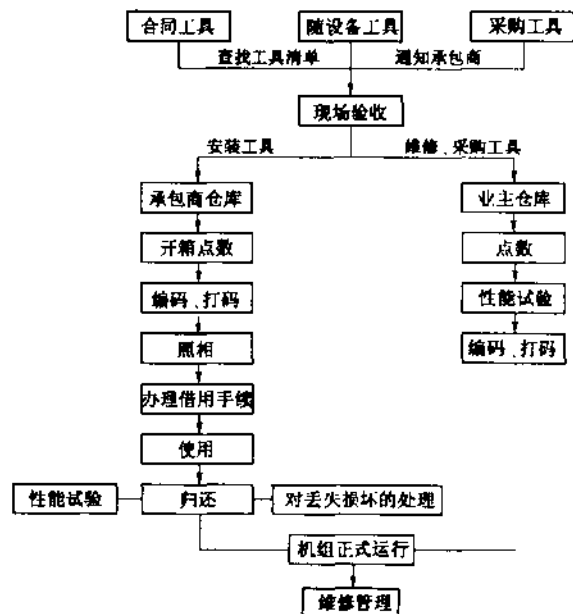 合同工具
随设备工具
采购工具
查找工具清单
通知承包商
现场验收
安装工具
维修、采购工具
承包商仓库
业主仓库
开箱点数
点数
编码、打码
性能试验
照相
编码、打码
办理借用手续
使用
性能试验
归还
对丢失损坏的处理
机组正式运行
维修管理